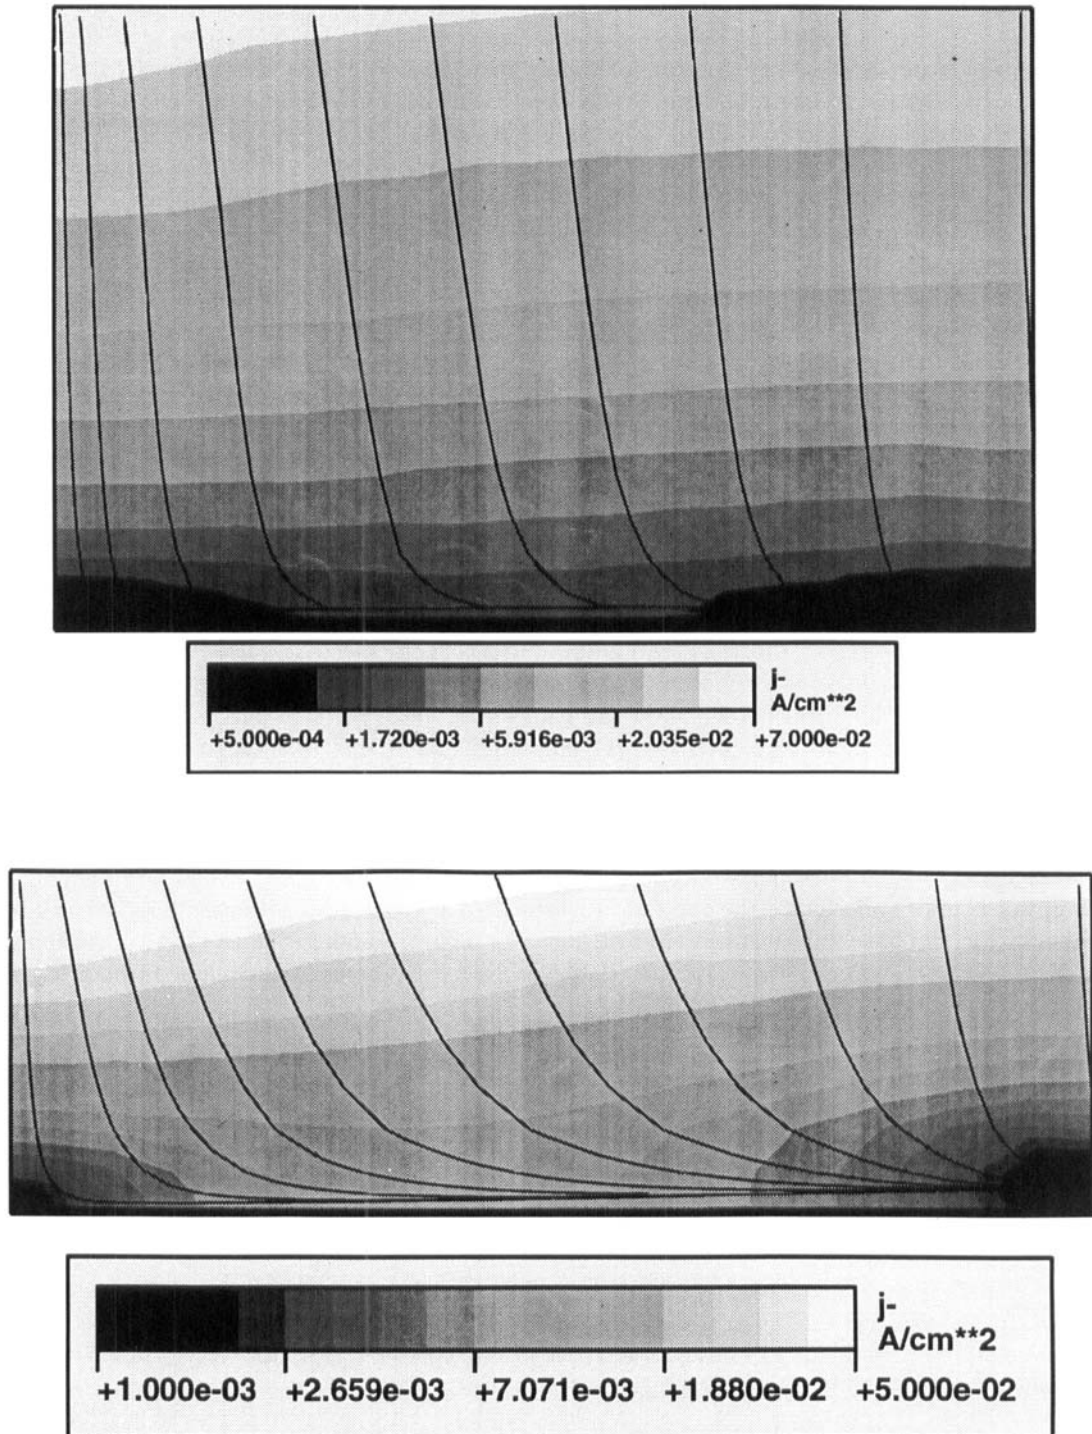 j-
A/cm**2
+5.000e-04 +1.720e-03 +5.916e-03 +2.035e-02 +7.000e-02
j-
A/cm**2
+1.000e-03 +2.659e-03 +7.071e-03 +1.880e-02 +5.000e-02